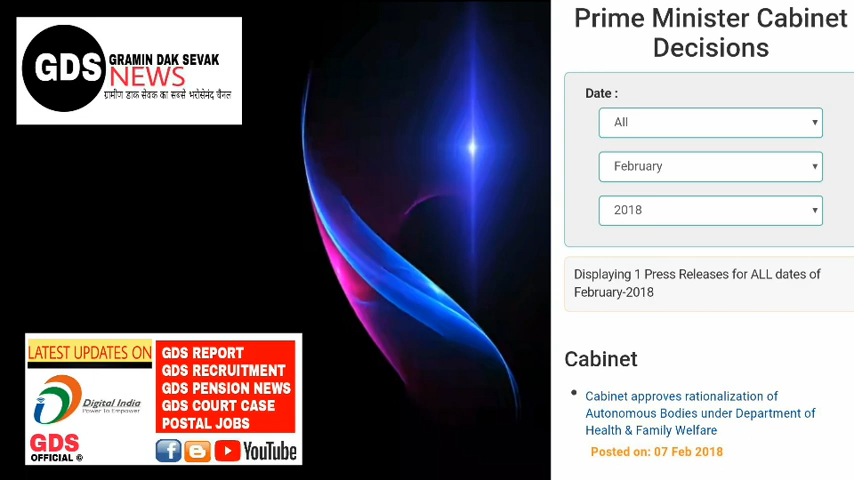 GDS
GRAMIN DAK SEVAK
NEWS
ग्रामीण डाक सेवक का सबसे भरोसेमंद चैनल
LATEST UPDATES ON
Digital India
Power To Empower
GDS
OFFICIAL ©
GDS REPORT
GDS RECRUITMENT
GDS PENSION NEWS
GDS COURT CASE
POSTAL JOBS
YouTube
Prime Minister Cabinet
Decisions
Date :
All
February
2018
Displaying 1 Press Releases for ALL dates of
February-2018
Cabinet
Cabinet approves rationalization of
Autonomous Bodies under Department of
Health & Family Welfare
Posted on: 07 Feb 2018